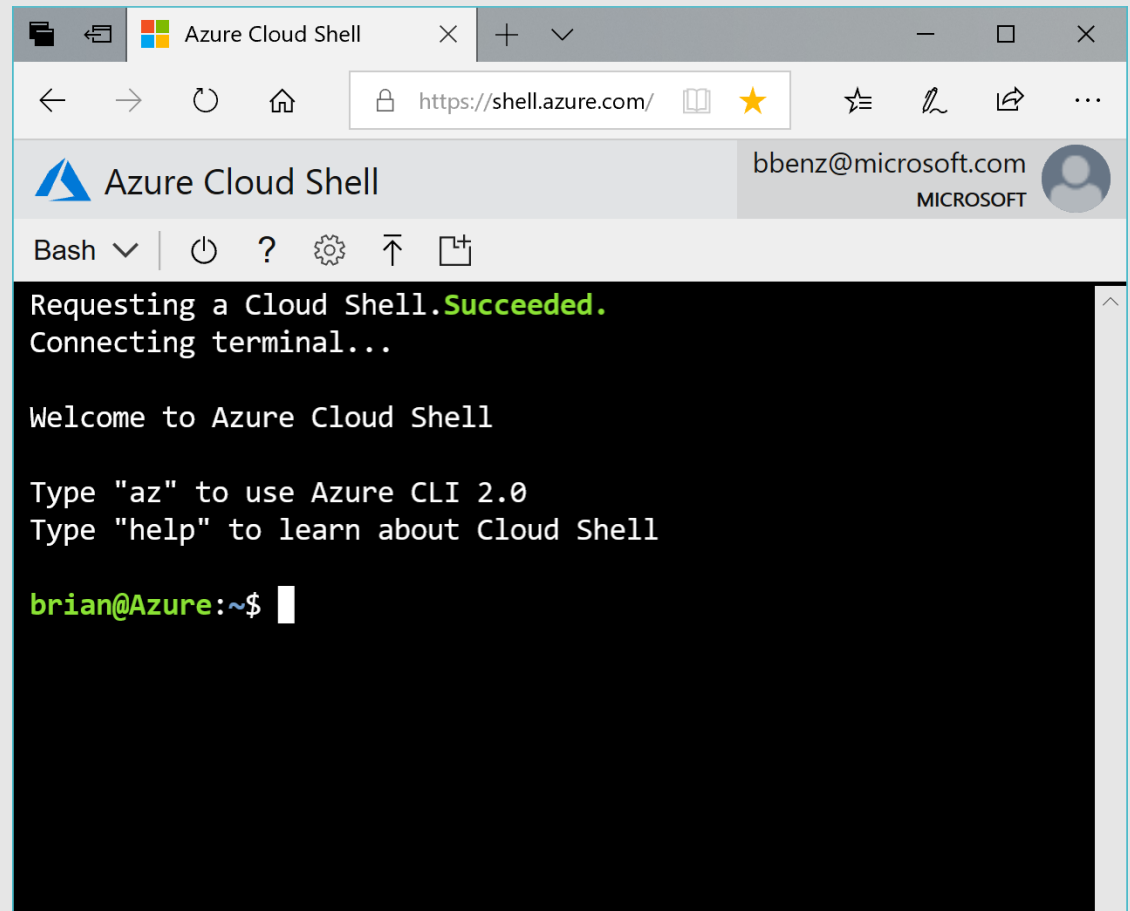 Azure Cloud Shell
https://shell.azure.com/
Azure Cloud Shell
bbenz@microsoft.com
MICROSOFT
Bash
?
Requesting a Cloud Shell.Succeeded.
Connecting terminal...
Welcome to Azure Cloud Shell
Type "az" to use Azure CLI 2.0
Type "help" to learn about Cloud Shell
brian@Azure:~$